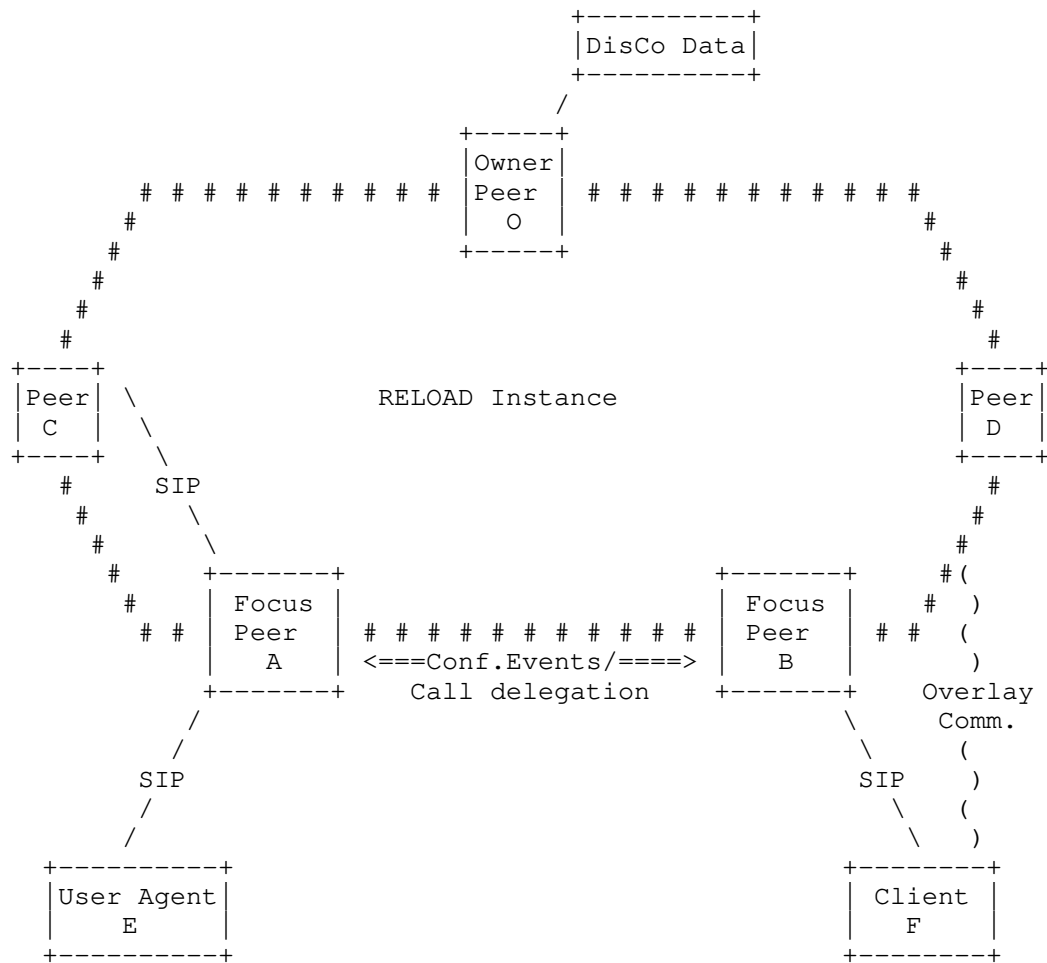 DisCo Data
Owner
Peer
O
Peer RELOAD Instance Peer
C D
SIP
Focus Focus
Peer Peer
A <===Conf.Events/====> B
Call delegation Overlay
Comm.
SIP SIP
User Agent Client
E F